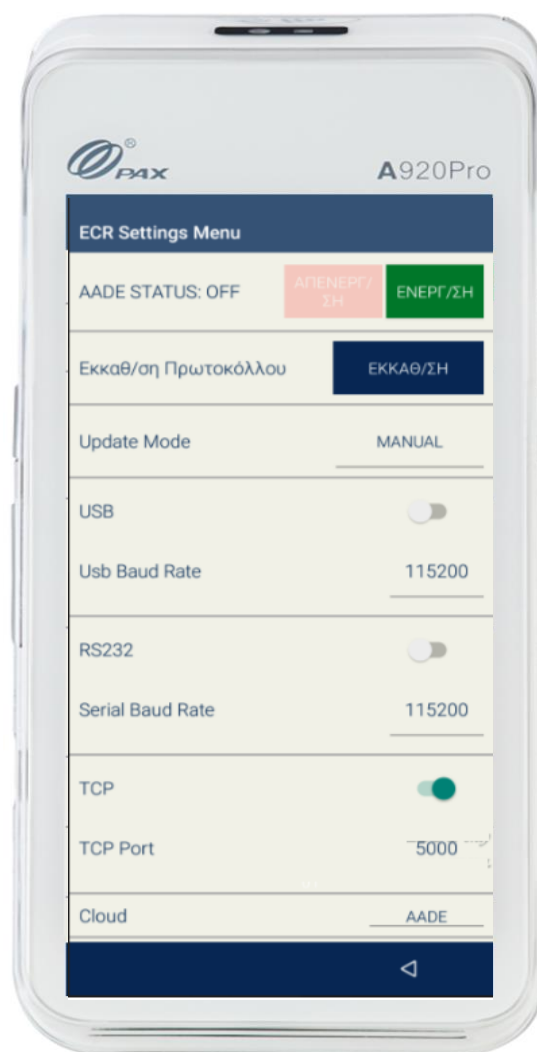 PAX
A920Pro
ECR Settings Menu
AADE STATUS: OFF
ΑΠΕΝΕΡΓ/
ΣΗ
ΕΝΕΡΓ/ΣΗ
Εκκαθ/ση Πρωτοκόλλου
ΕΚΚΑΘ/ΣΗ
Update Mode
MANUAL
USB
Usb Baud Rate
115200
RS232
Serial Baud Rate
115200
TCP
TCP Port
5000
Cloud
AADE